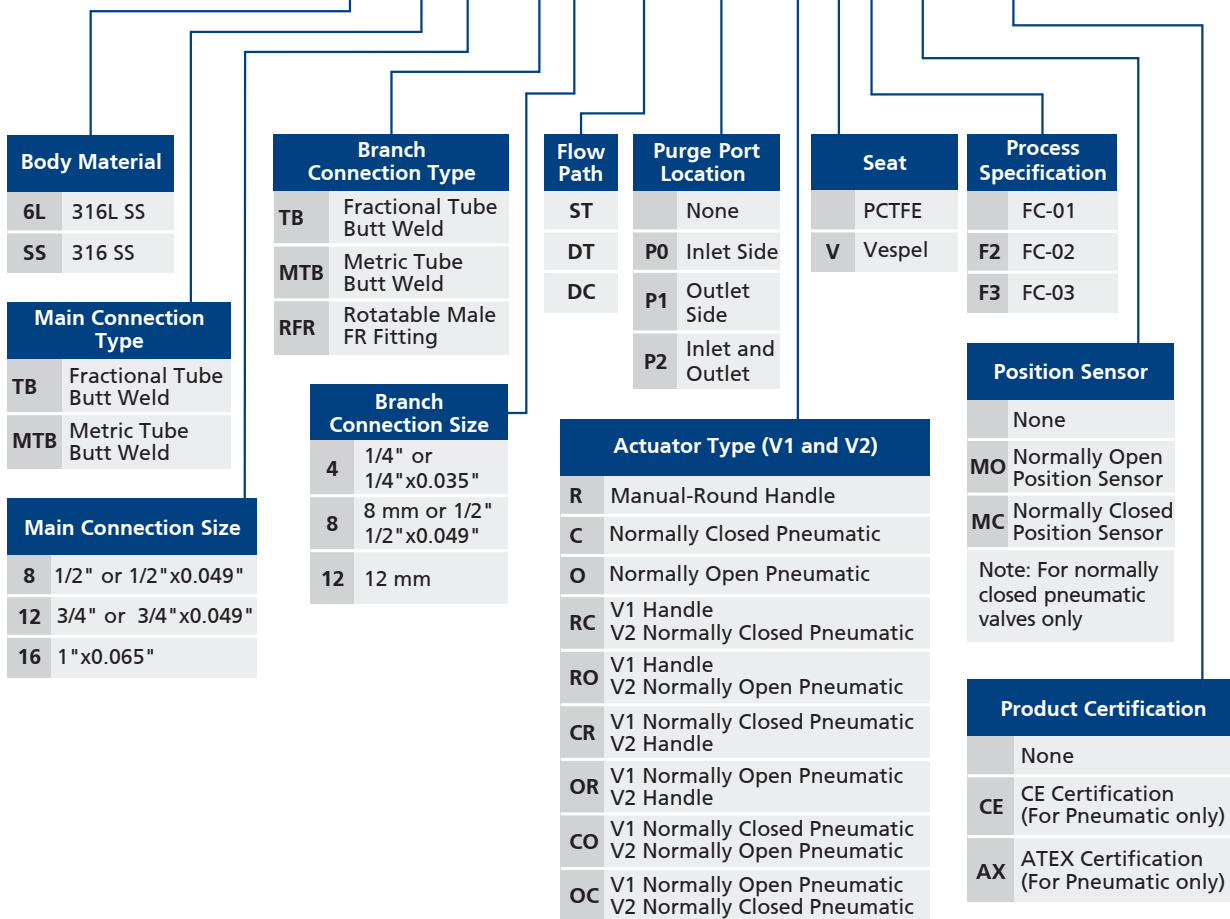 Body Material
6L 316L SS
SS 316 SS
Main Connection
Type
TB Fractional Tube
Butt Weld
MTB Metric Tube
Butt Weld
Main Connection Size
8 1/2" or 1/2"x0.049"
12 3/4" or 3/4"x0.049"
16 1"x0.065"
Branch
Connection Type
TB Fractional Tube
Butt Weld
MTB Metric Tube
Butt Weld
RFR Rotatable Male
FR Fitting
Branch
Connection Size
4 1/4" or
1/4"x0.035"
8 8 mm or 1/2"
1/2"x0.049"
12 12 mm
Flow
Path
ST
DT
DC
Purge Port
Location
None
P0 Inlet Side
P1 Outlet
Side
P2 Inlet and
Outlet
Actuator Type (V1 and V2)
R Manual-Round Handle
C Normally Closed Pneumatic
O Normally Open Pneumatic
RC V1 Handle
V2 Normally Closed Pneumatic
RO V1 Handle
V2 Normally Open Pneumatic
CR V1 Normally Closed Pneumatic
V2 Handle
OR V1 Normally Open Pneumatic
V2 Handle
CO V1 Normally Closed Pneumatic
V2 Normally Open Pneumatic
OC V1 Normally Open Pneumatic
V2 Normally Closed Pneumatic
Seat
PCTFE
V Vespel
Process
Specification
FC-01
F2 FC-02
F3 FC-03
Position Sensor
None
MO Normally Open
Position Sensor
MC Normally Closed
Position Sensor
Note: For normally
closed pneumatic
valves only
Product Certification
None
CE CE Certification
(For Pneumatic only)
AX ATEX Certification
(For Pneumatic only)